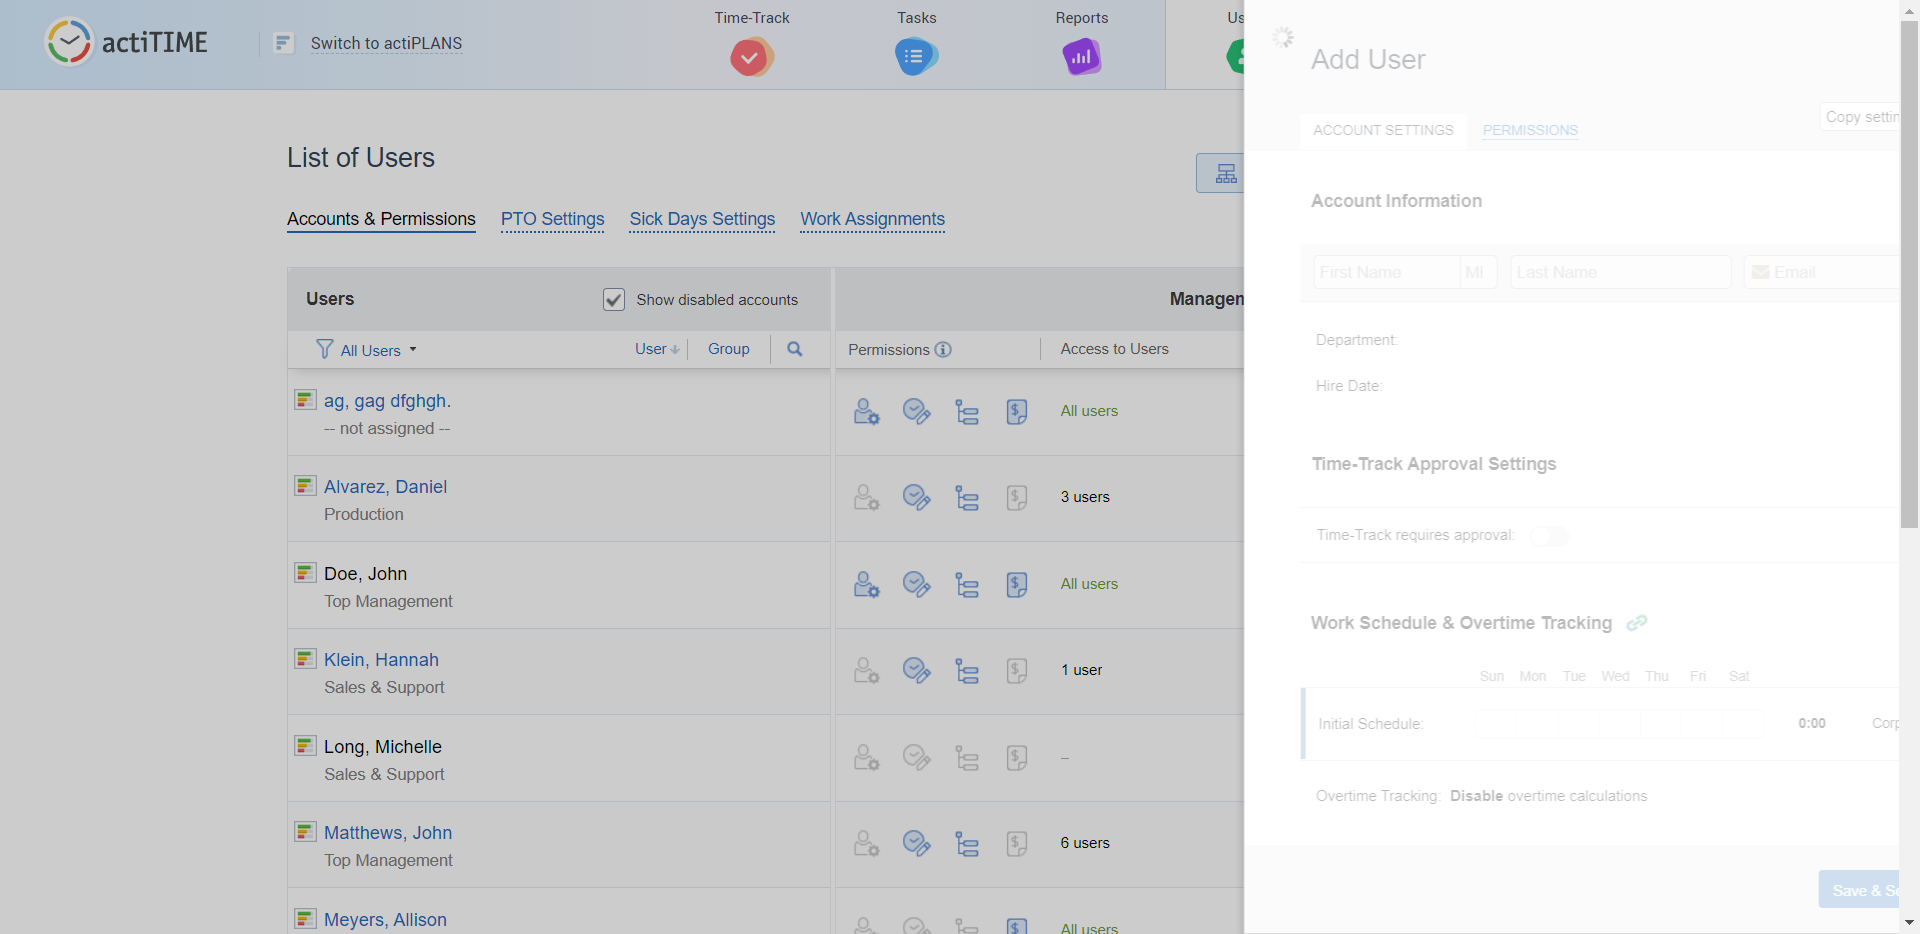 actiTIME
Switch to actiPLANS
Time-Track
Tasks
Reports
Us
List of Users
Accounts & Permissions
PTO Settings
Sick Days Settings
Work Assignments
Users
Show disabled accounts
Managen
All Users
User
Group
Permissions
Access to Users
ag, gag dfghgh.
-- not assigned --
All users
Alvarez, Daniel
Production
3 users
Doe, John
Top Management
All users
Klein, Hannah
Sales & Support
1 user
Long, Michelle
Sales & Support
–
Matthews, John
Top Management
6 users
Meyers, Allison
All users
Add User
Copy settin
ACCOUNT SETTINGS
PERMISSIONS
Account Information
First Name
MI
Last Name
Email
Department:
Hire Date:
Time-Track Approval Settings
Time-Track requires approval:
Work Schedule & Overtime Tracking
Sun Mon Tue Wed Thu Fri Sat
Initial Schedule:
0:00
Corp
Overtime Tracking: Disable overtime calculations
Save & Se